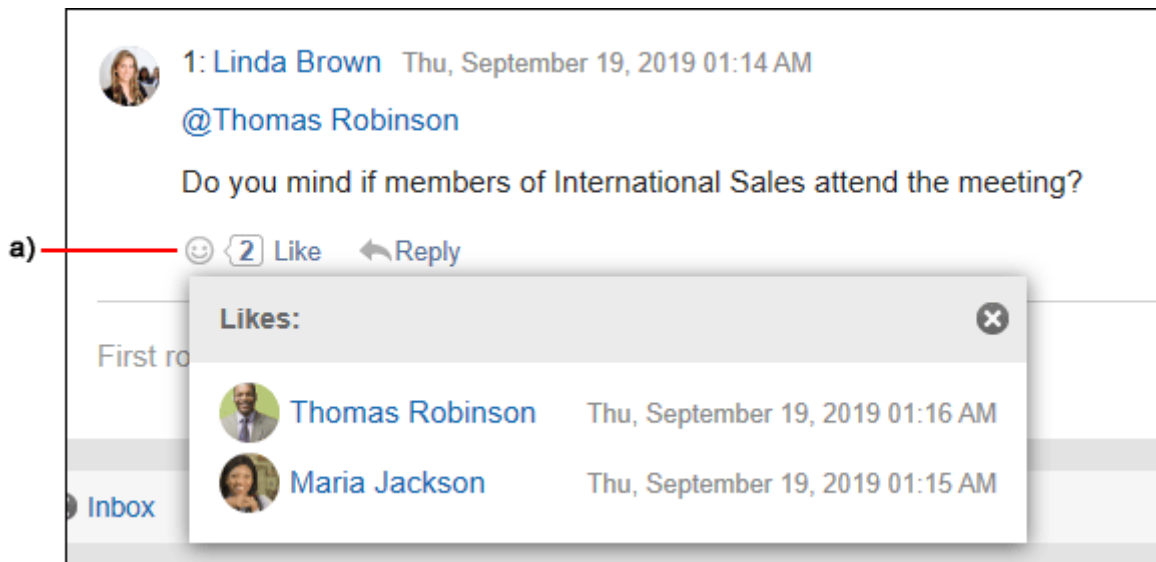 1: Linda Brown Thu, September 19, 2019 01:14 AM
@Thomas Robinson
Do you mind if members of International Sales attend the meeting?
a) 2 Like Reply
Likes:
First ro
Thomas Robinson Thu, September 19, 2019 01:16 AM
Maria Jackson Thu, September 19, 2019 01:15 AM
Inbox